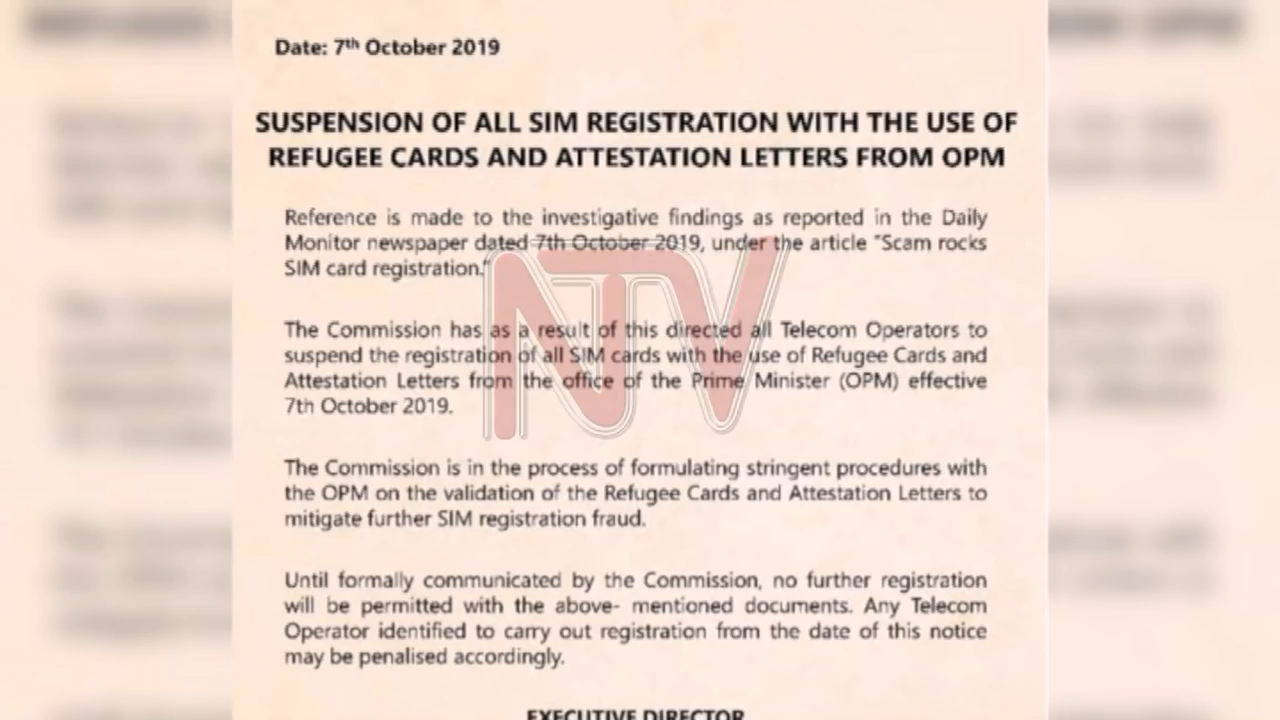 Date: 7th October 2019
SUSPENSION OF ALL SIM REGISTRATION WITH THE USE OF
REFUGEE CARDS AND ATTESTATION LETTERS FROM OPM
Reference is made to the investigative findings as reported in the Daily
Monitor newspaper dated 7th October 2019, under the article "Scam rocks
SIM card registration."
NTV
The Commission has as a result of this directed all Telecom Operators to
suspend the registration of all SIM cards with the use of Refugee Cards and
Attestation Letters from the office of the Prime Minister (OPM) effective
7th October 2019.
The Commission is in the process of formulating stringent procedures with
the OPM on the validation of the Refugee Cards and Attestation Letters to
mitigate further SIM registration fraud.
Until formally communicated by the Commission, no further registration
will be permitted with the above- mentioned documents. Any Telecom
Operator identified to carry out registration from the date of this notice
may be penalised accordingly.
EXECUTIVE DIRECTOR